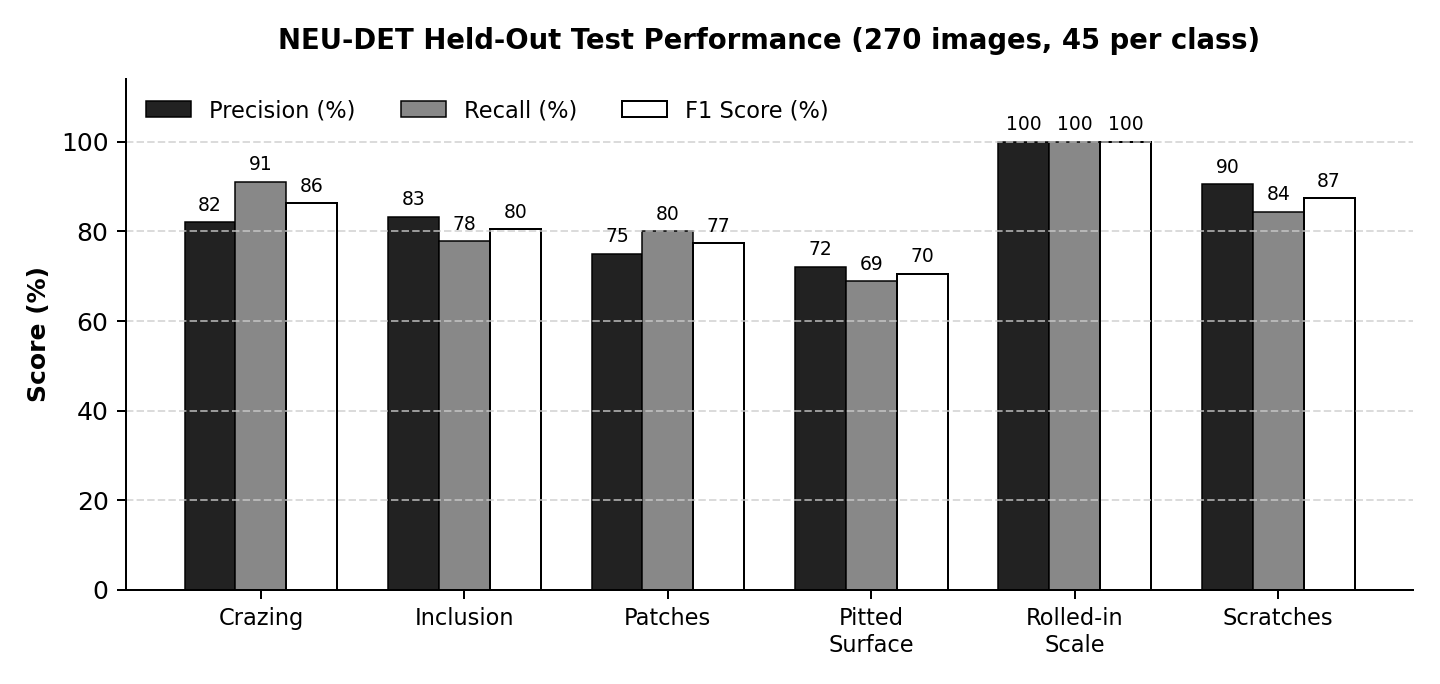 NEU-DET Held-Out Test Performance (270 images, 45 per class)
Precision (%) Recall (%) F1 Score (%)
Score (%)
100
80
60
40
20
0
82 91 86
83 78 80
75 80 77
72 69 70
100 100 100
90 84 87
Crazing
Inclusion
Patches
Pitted
Surface
Rolled-in
Scale
Scratches